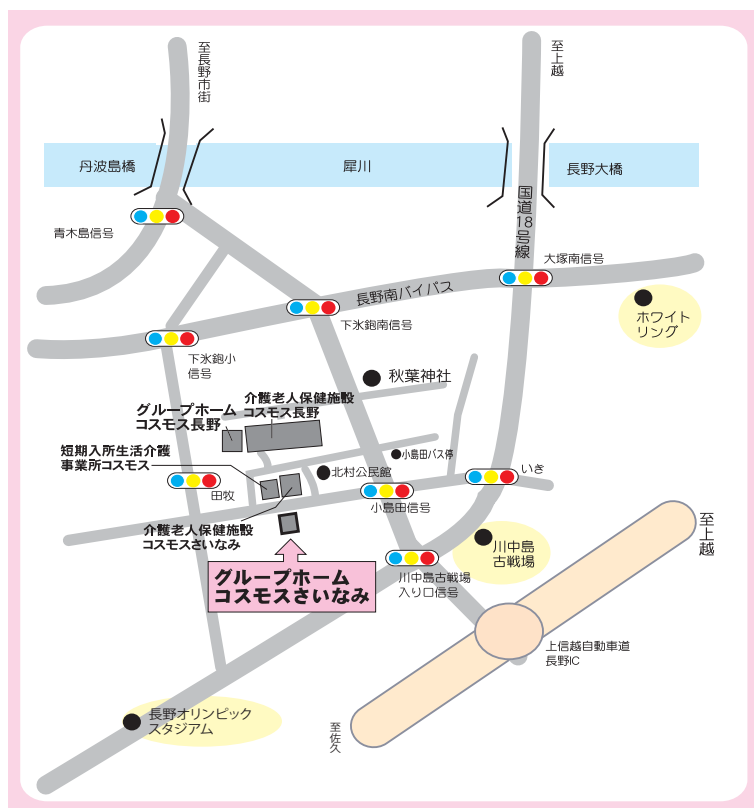 至長野市街
至上越
丹波島橋
犀川
長野大橋
国道18号線
青木島信号
大塚南信号
長野南バイパス
ホワイト
リング
下氷鉋南信号
下氷鉋小
信号
秋葉神社
介護老人保健施設
コスモス長野
グループホーム
コスモス長野
短期入所生活介護
事業所コスモス
小島田バス停
北村公民館
いき
田牧
小島田信号
介護老人保健施設
コスモスさいなみ
至上越
川中島
古戦場
グループホーム
コスモスさいなみ
川中島古戦場
入り口信号
上信越自動車道
長野IC
長野オリンピック
スタジアム
至佐久